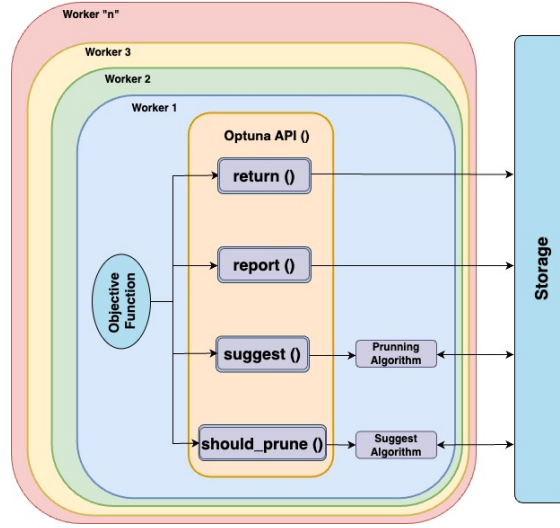 Worker "n"
Worker 3
Worker 2
Worker 1
Optuna API ()
return ()
report ()
Objective
Function
suggest ()
Prunning
Algorithm
should_prune ()
Suggest
Algorithm
Storage